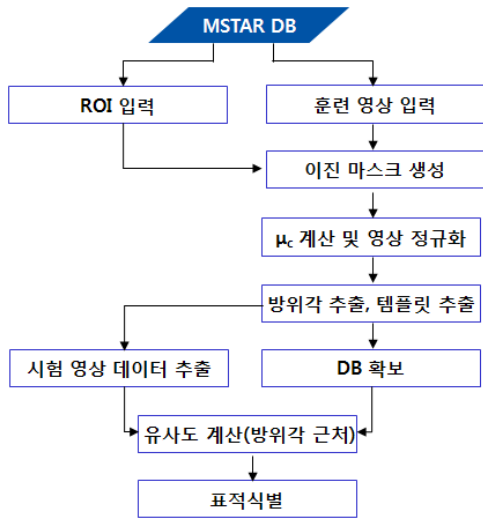 MSTAR DB
ROI 입력
훈련 영상 입력
이진 마스크 생성
μc 계산 및 영상 정규화
방위각 추출, 템플릿 추출
시험 영상 데이터 추출
DB 확보
유사도 계산(방위각 근처)
표적식별